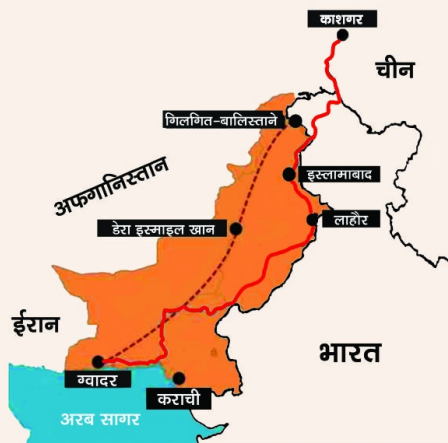 काशगर
चीन
गिलगित-बालिस्ताने
अफगानिस्तान
इस्लामाबाद
लाहौर
डेरा इस्माइल खान
ईरान
भारत
ग्वादर
कराची
अरब सागर